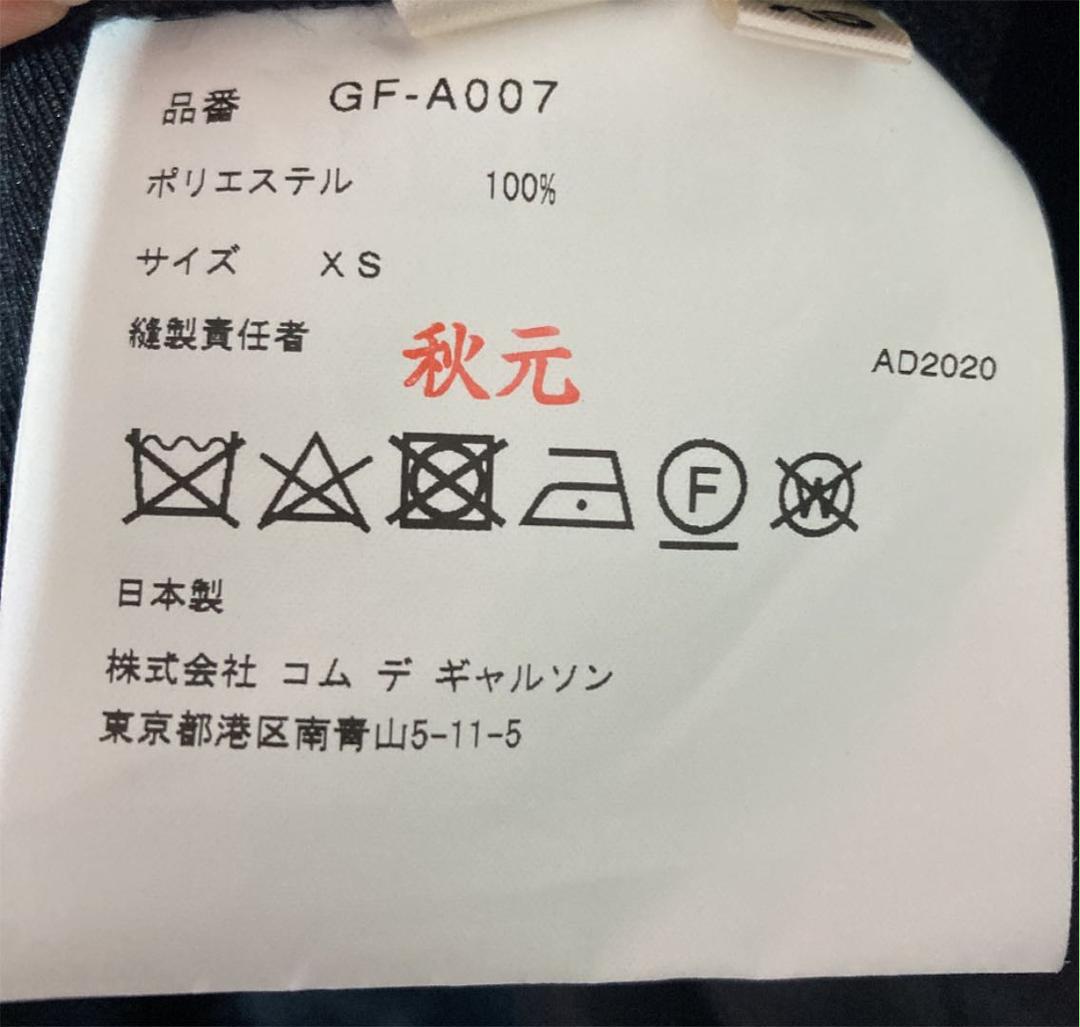 品番 GF-A007
ポリエステル 100%
サイズ XS
縫製責任者 秋元 AD2020
F W
日本製
株式会社 コム デ ギャルソン
東京都港区南青山5-11-5